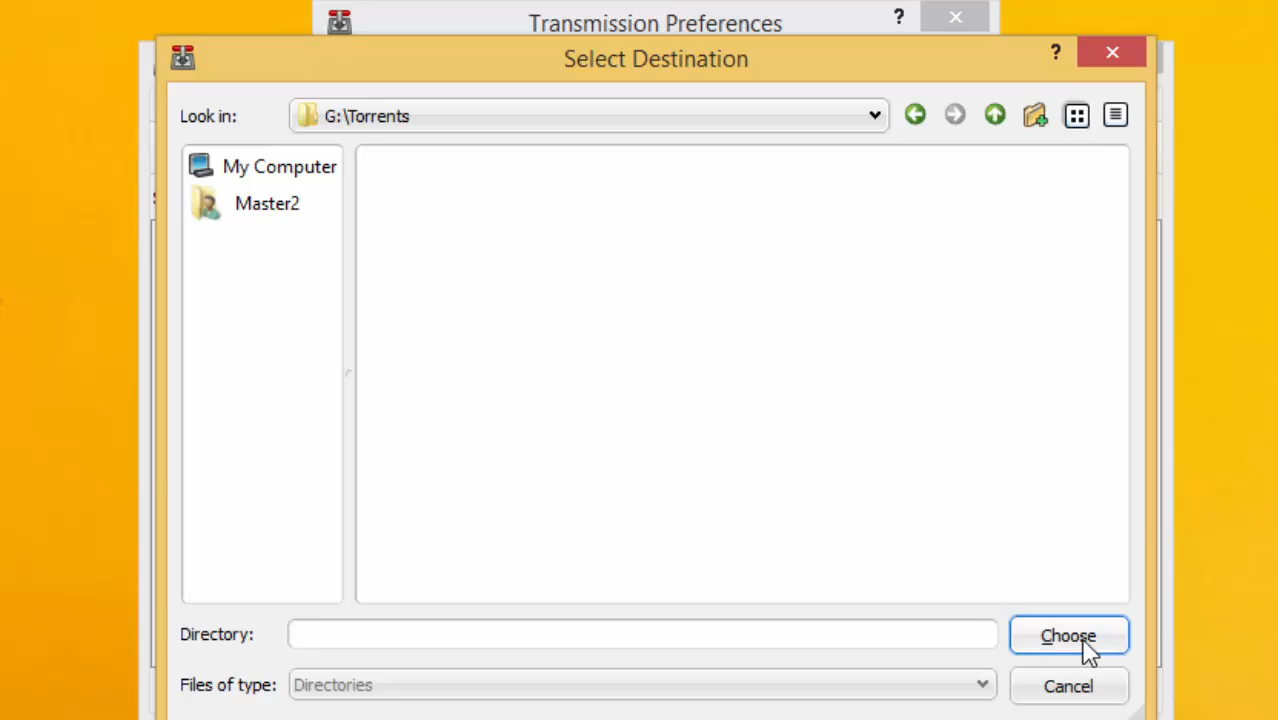 Transmission Preferences
?
Select Destination
?
Look in:
G:\Torrents
My Computer
Master2
Directory:
Choose
Files of type:
Directories
Cancel